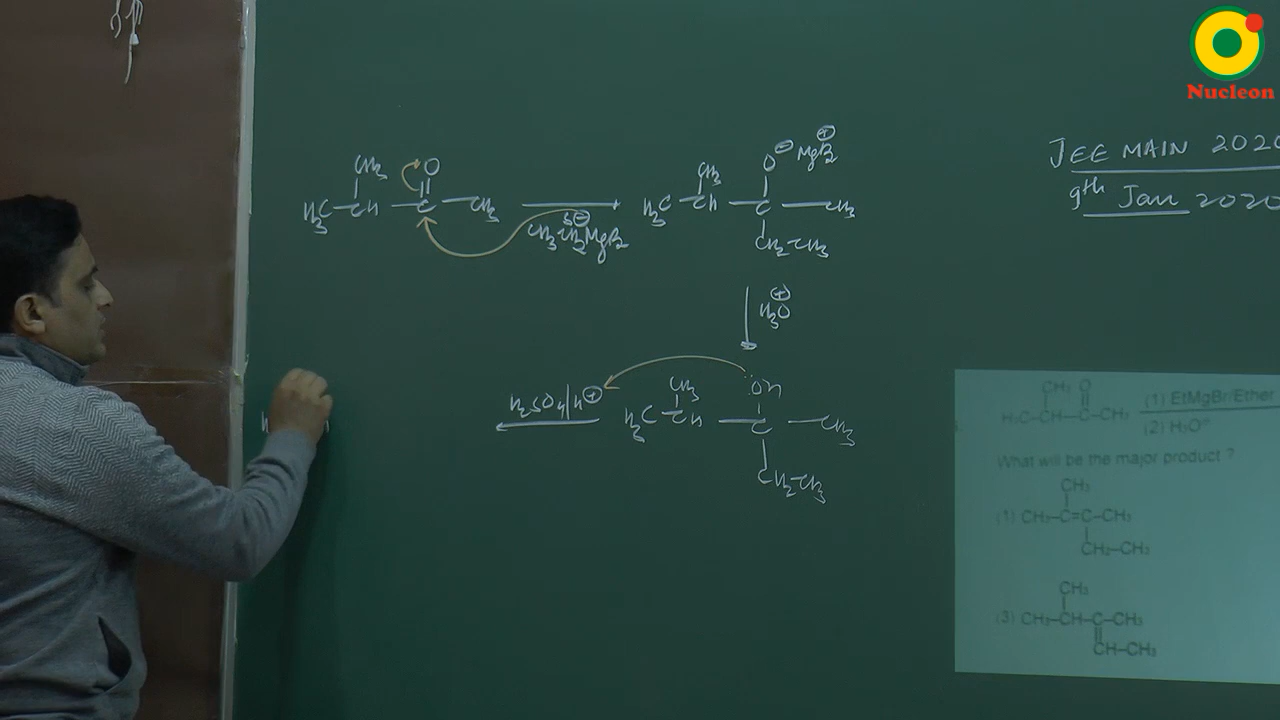 Nucleon
JEE MAIN 2020
9th Jan 2020
CH3 O
H3C-CH-C-CH3
CH3-CH2MgBr
CH3 O⊖ MgBr⊕
H3C-CH-C-CH3
CH2-CH3
H3O⊕
H2SO4/H⊕
CH3 :OH
H3C-CH-C-CH3
CH2-CH3
CH3 O
H3C-CH-C-CH3
(1) EtMgBr/Ether
(2) H3O⊕
What will be the major product ?
CH3
(1) CH3-C=C-CH3
CH2-CH3
CH3
(3) CH3-CH-C-CH3
CH-CH3